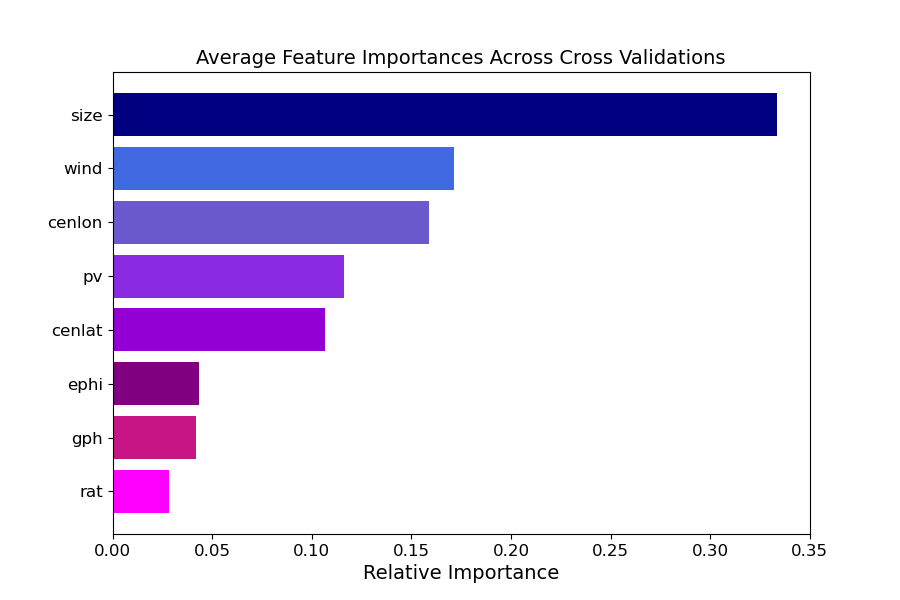 Average Feature Importances Across Cross Validations
size
wind
cenlon
pv
cenlat
ephi
gph
rat
0.00 0.05 0.10 0.15 0.20 0.25 0.30 0.35
Relative Importance